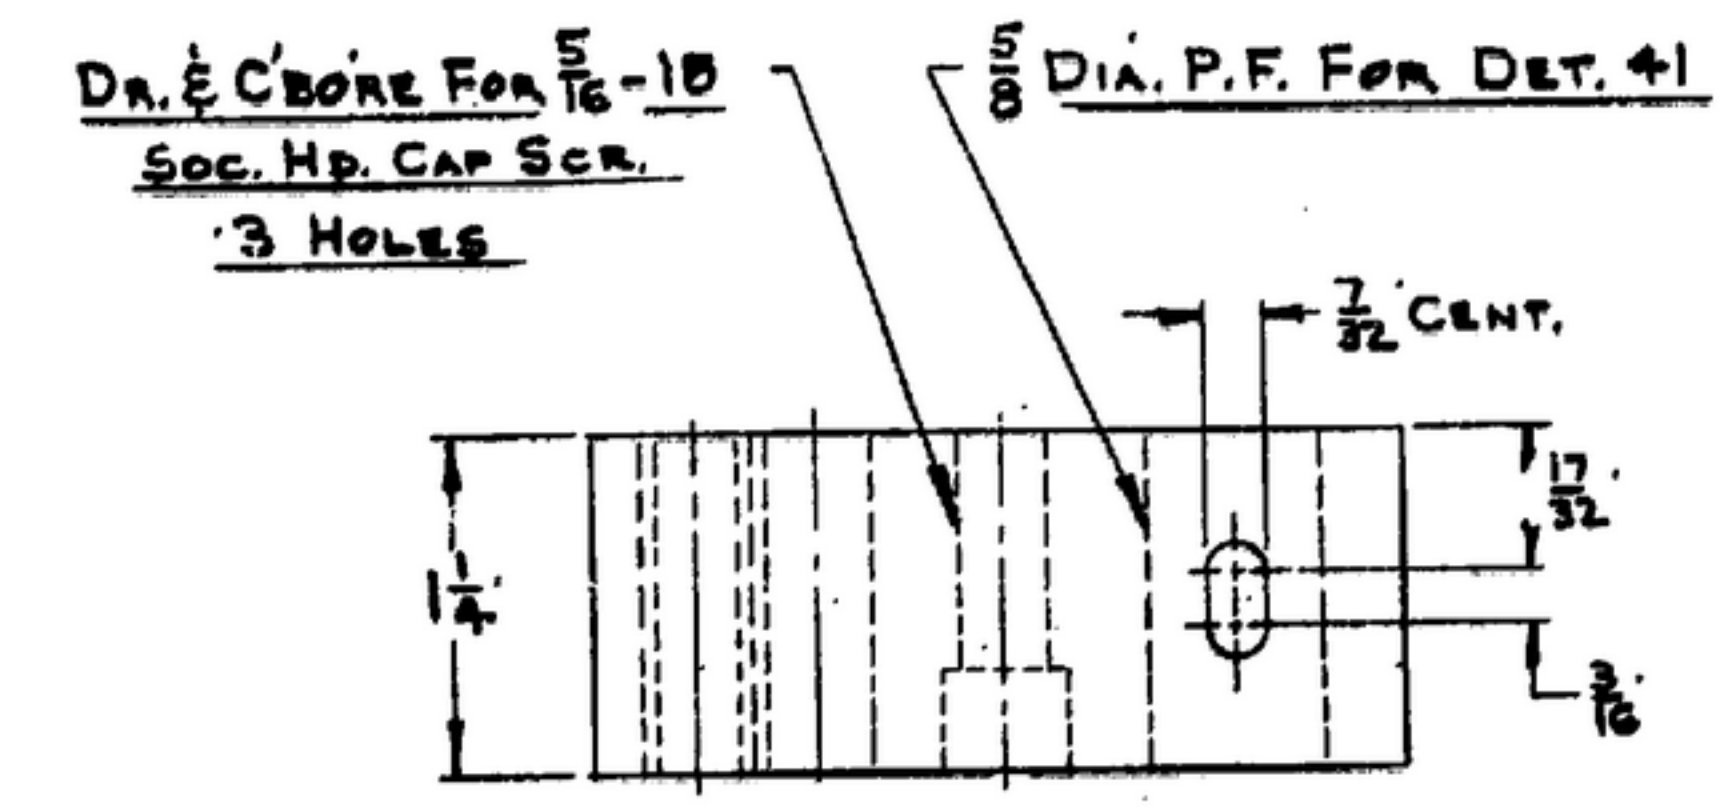 DR. & C'BORE FOR 5/16-18
SOC. HD. CAP SCR.
3 HOLES
5/8 DIA. P.F. FOR DET. 41
7/32 CENT.
17/32
1 1/4
3/16